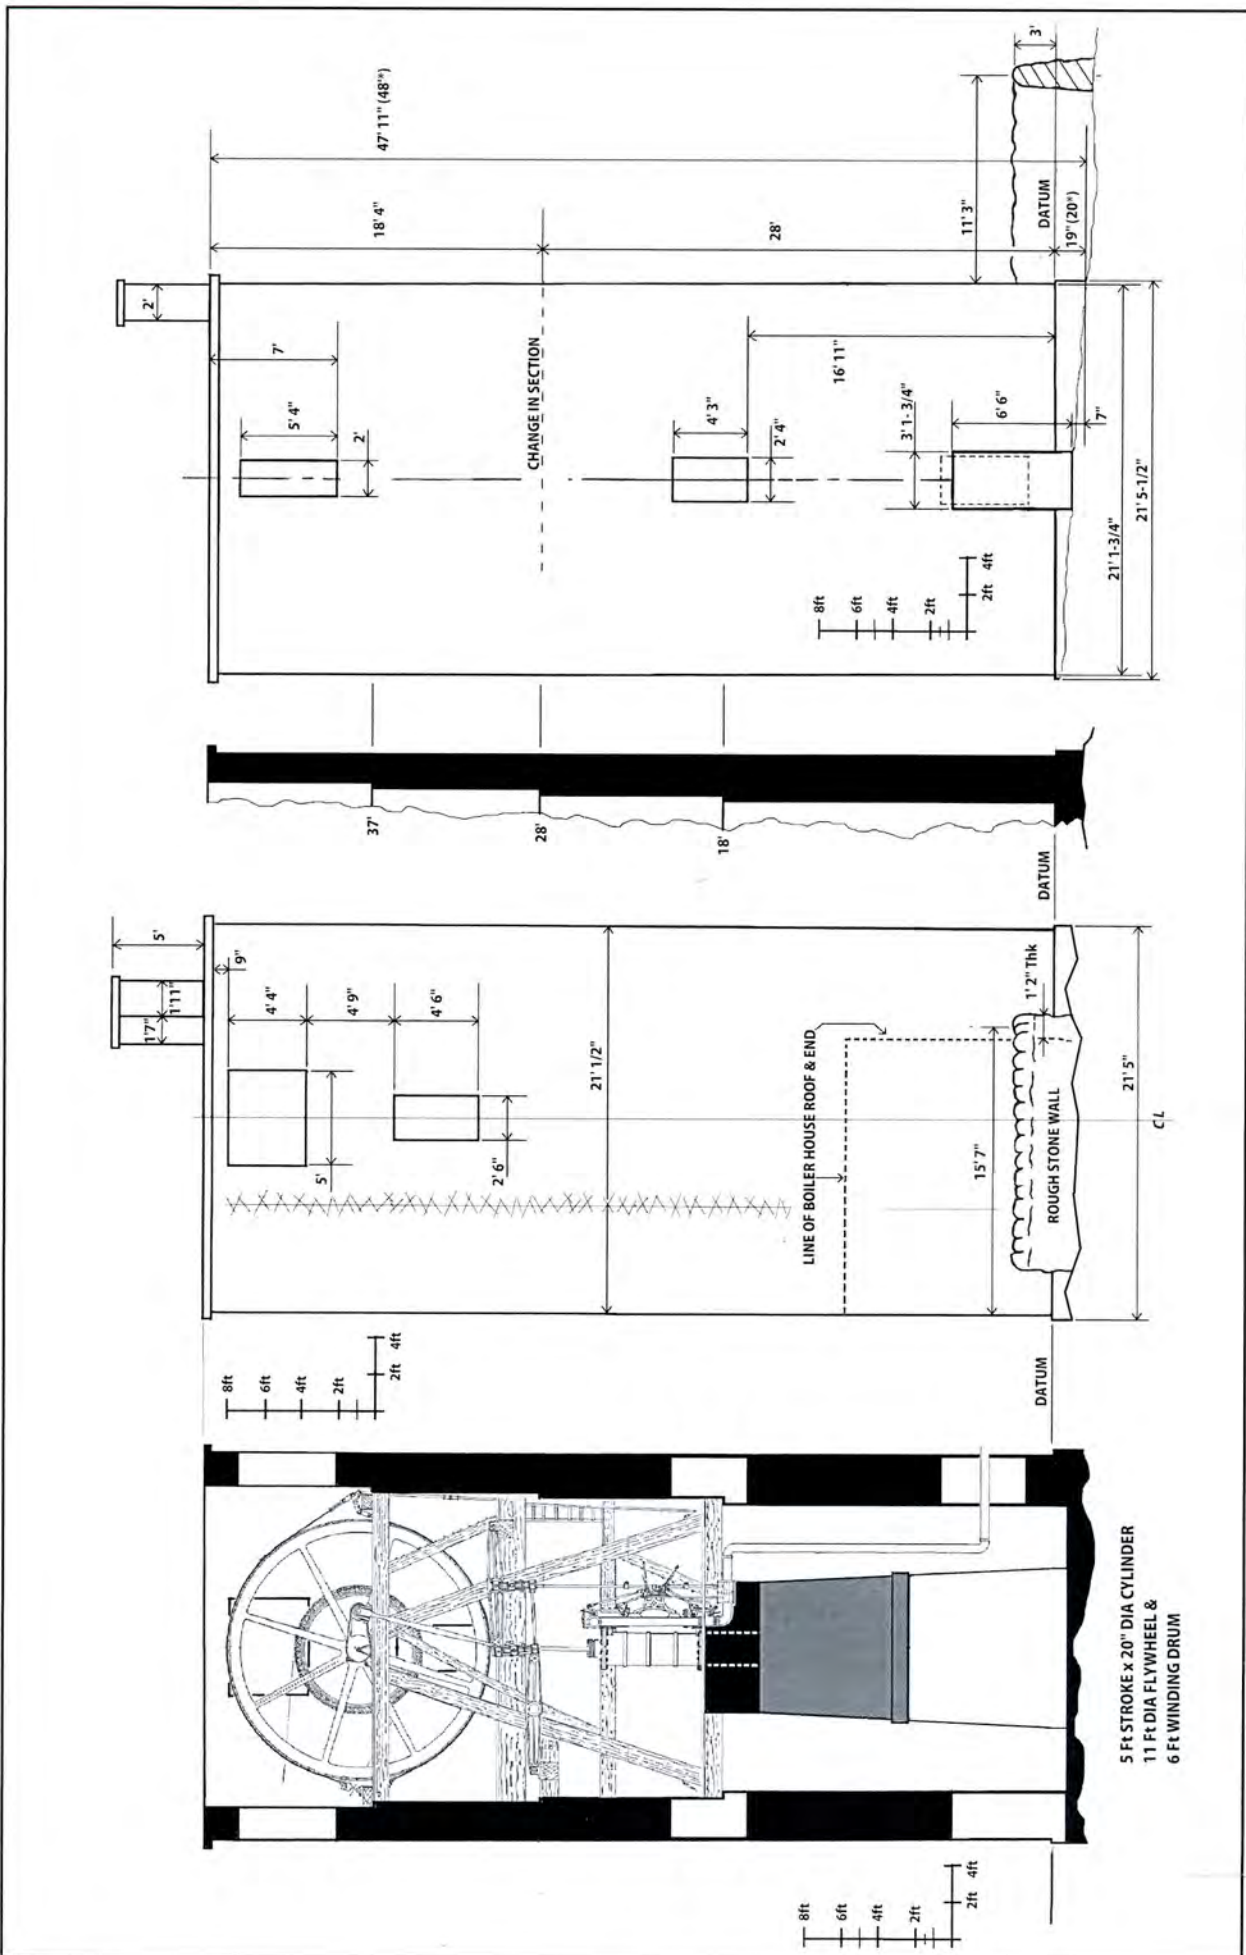 3'
47' 11" (48"*)
18' 4"
28'
11' 3"
DATUM
19" (20*)
2'
7'
5' 4"
2'
CHANGE IN SECTION
16' 11"
4' 3"
2' 4"
3' 1- 3/4"
6' 6"
7"
21' 1-3/4"
21' 5-1/2"
8ft
6ft
4ft
2ft
2ft 4ft
37'
28'
18'
DATUM
5'
9"
1'11"
1'7"
4' 4"
4' 9"
4' 6"
5'
2' 6"
21' 1/2"
LINE OF BOILER HOUSE ROOF & END
1' 2" Thk
15' 7"
ROUGH STONE WALL
21' 5"
CL
8ft
6ft
4ft
2ft
2ft 4ft
DATUM
5 Ft STROKE x 20" DIA CYLINDER
11 Ft DIA FLYWHEEL &
6 Ft WINDING DRUM
8ft
6ft
4ft
2ft
2ft 4ft